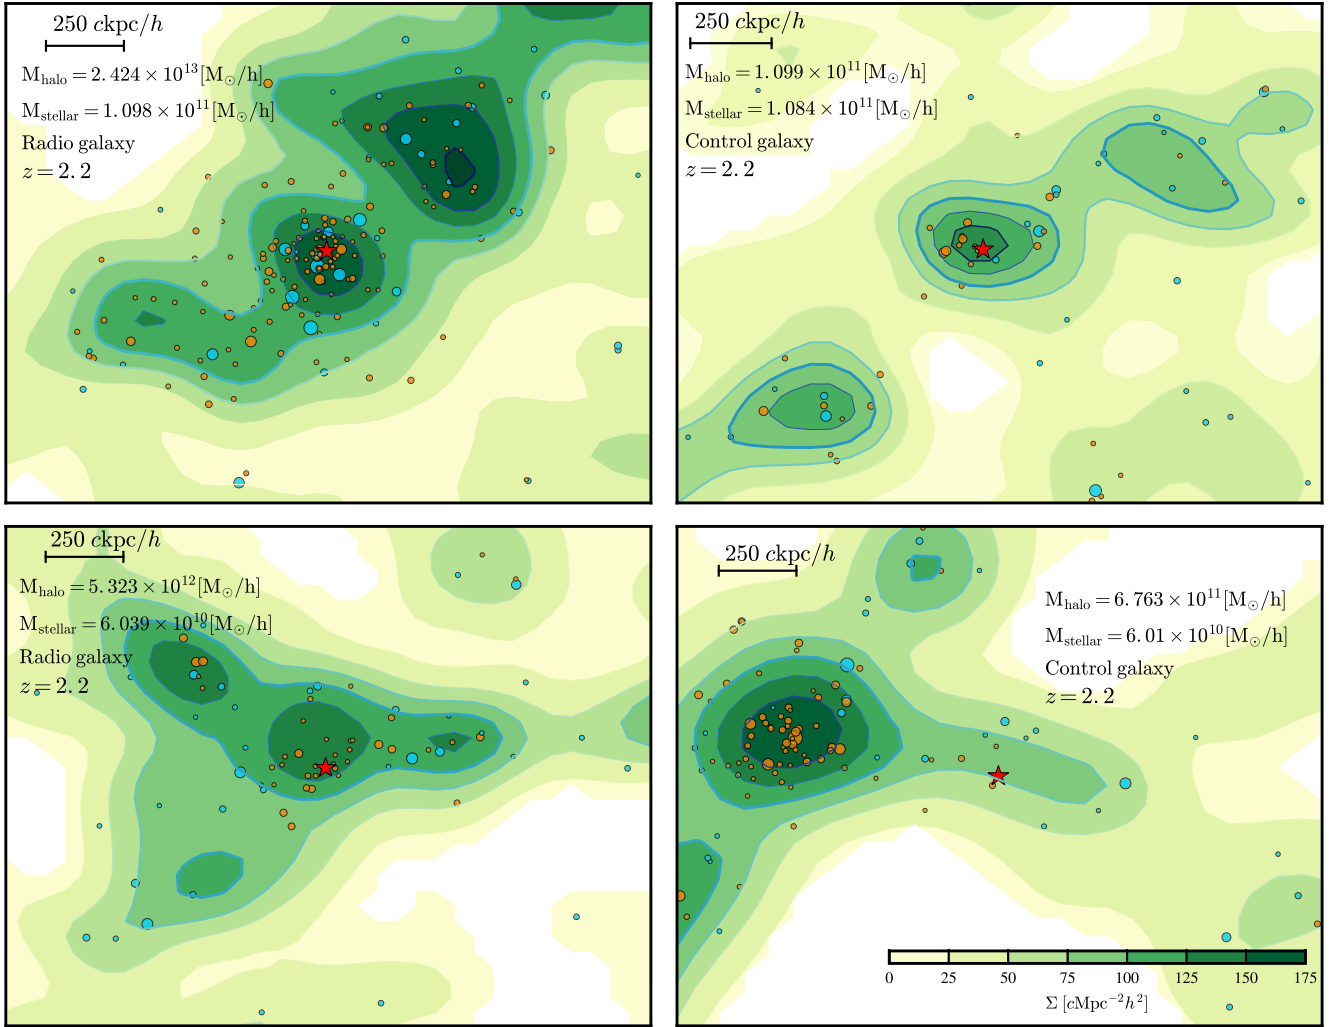 250 ckpc/h
M_halo = 2.424 × 10^13 [M_⊙/h]
M_stellar = 1.098 × 10^11 [M_⊙/h]
Radio galaxy
z = 2.2
250 ckpc/h
M_halo = 1.099 × 10^11 [M_⊙/h]
M_stellar = 1.084 × 10^11 [M_⊙/h]
Control galaxy
z = 2.2
250 ckpc/h
M_halo = 5.323 × 10^12 [M_⊙/h]
M_stellar = 6.039 × 10^10 [M_⊙/h]
Radio galaxy
z = 2.2
250 ckpc/h
M_halo = 6.763 × 10^11 [M_⊙/h]
M_stellar = 6.01 × 10^10 [M_⊙/h]
Control galaxy
z = 2.2
0 25 50 75 100 125 150 175
Σ [cMpc^−2 h^2]